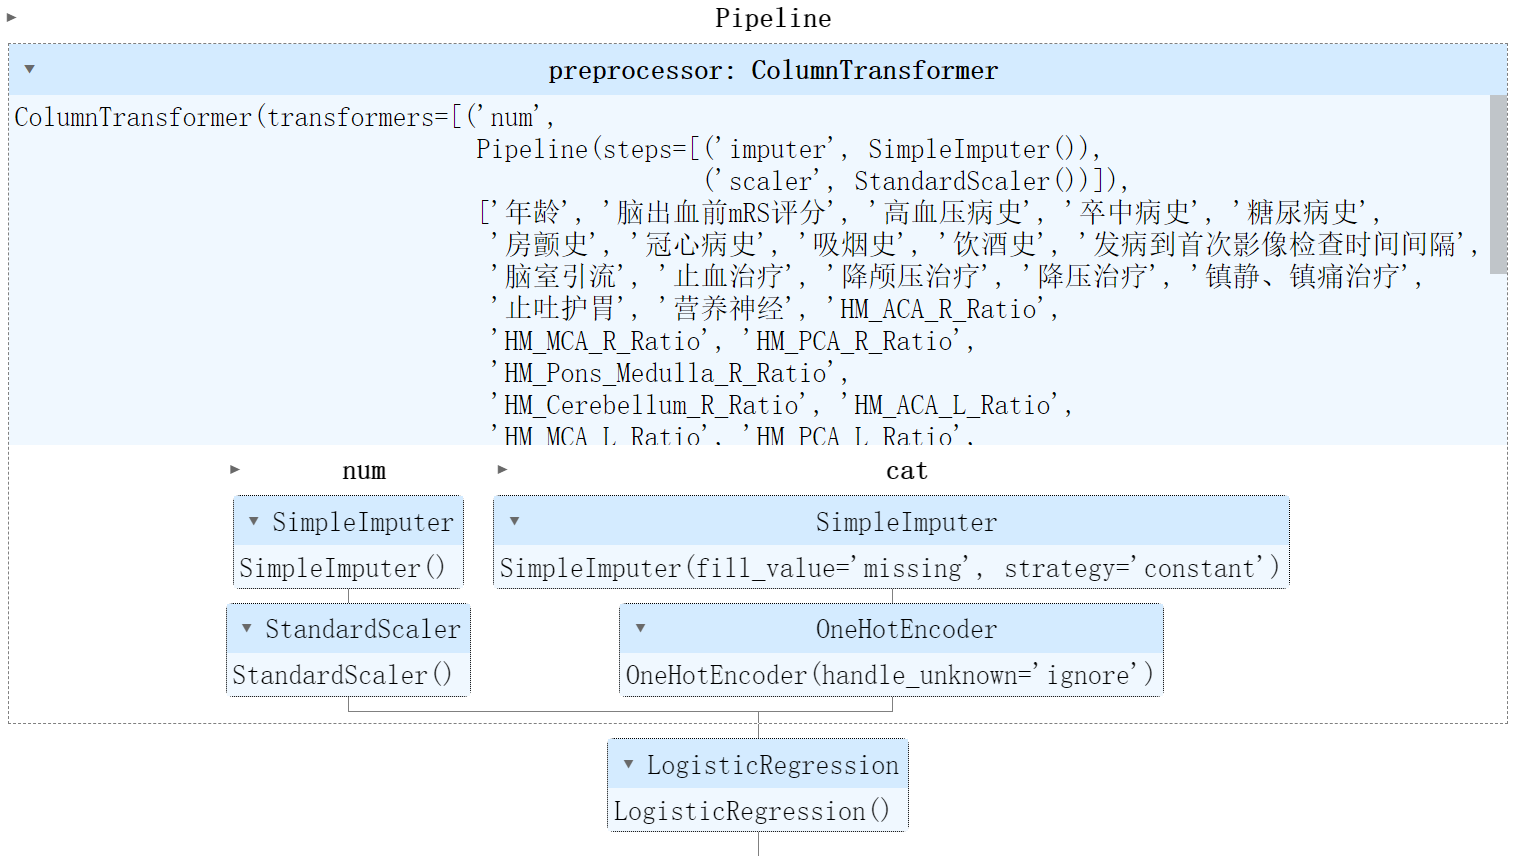 Pipeline
preprocessor: ColumnTransformer
ColumnTransformer(transformers=[('num',
Pipeline(steps=[('imputer', SimpleImputer()),
('scaler', StandardScaler())]),
['年龄', '脑出血前mRS评分', '高血压病史', '卒中病史', '糖尿病史',
'房颤史', '冠心病史', '吸烟史', '饮酒史', '发病到首次影像检查时间间隔',
'脑室引流', '止血治疗', '降颅压治疗', '降压治疗', '镇静、镇痛治疗',
'止吐护胃', '营养神经', 'HM_ACA_R_Ratio',
'HM_MCA_R_Ratio', 'HM_PCA_R_Ratio',
'HM_Pons_Medulla_R_Ratio',
'HM_Cerebellum_R_Ratio', 'HM_ACA_L_Ratio',
'HM_MCA_L_Ratio', 'HM_PCA_L_Ratio',
num cat
SimpleImputer SimpleImputer
SimpleImputer() SimpleImputer(fill_value='missing', strategy='constant')
StandardScaler OneHotEncoder
StandardScaler() OneHotEncoder(handle_unknown='ignore')
LogisticRegression
LogisticRegression()